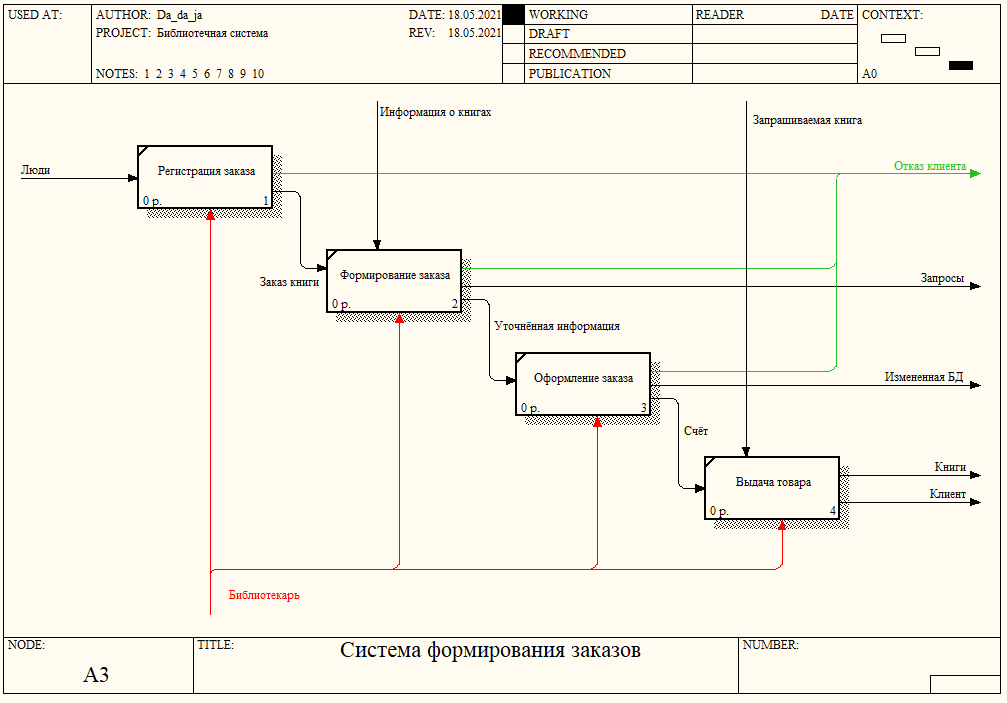 USED AT:
AUTHOR: Da_da_ja
DATE: 18.05.2021
PROJECT: Библиотечная система
REV: 18.05.2021
NOTES: 1 2 3 4 5 6 7 8 9 10
WORKING
DRAFT
RECOMMENDED
PUBLICATION
READER
DATE
CONTEXT:
A0
Информация о книгах
Запрашиваемая книга
Люди
Регистрация заказа
0 р.
1
Отказ клиента
Заказ книги
Формирование заказа
0 р.
2
Запросы
Уточнённая информация
Оформление заказа
0 р.
3
Измененная БД
Счёт
Выдача товара
0 р.
4
Книги
Клиент
Библиотекарь
NODE:
A3
TITLE:
Система формирования заказов
NUMBER: